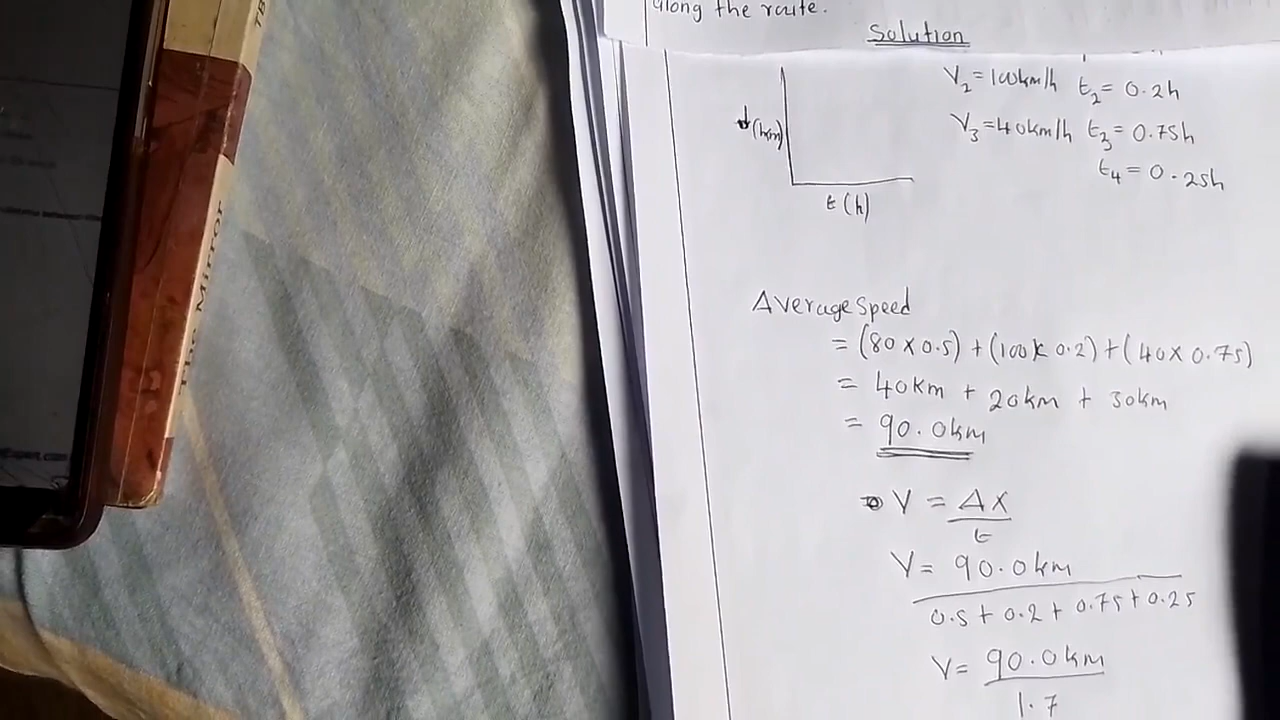 along the route.
Solution
V₂=100km/h t₂= 0.2h
d(km)
V₃=40km/h t₃= 0.75h
t₄= 0.25h
t(h)
The Mirror
Average speed
= (80 x 0.5) + (100 x 0.2) + (40 x 0.75)
= 40km + 20km + 30km
= 90.0km
V = Δx
t
V= 90.0km
0.5 + 0.2 + 0.75 + 0.25
V= 90.0km
1.7